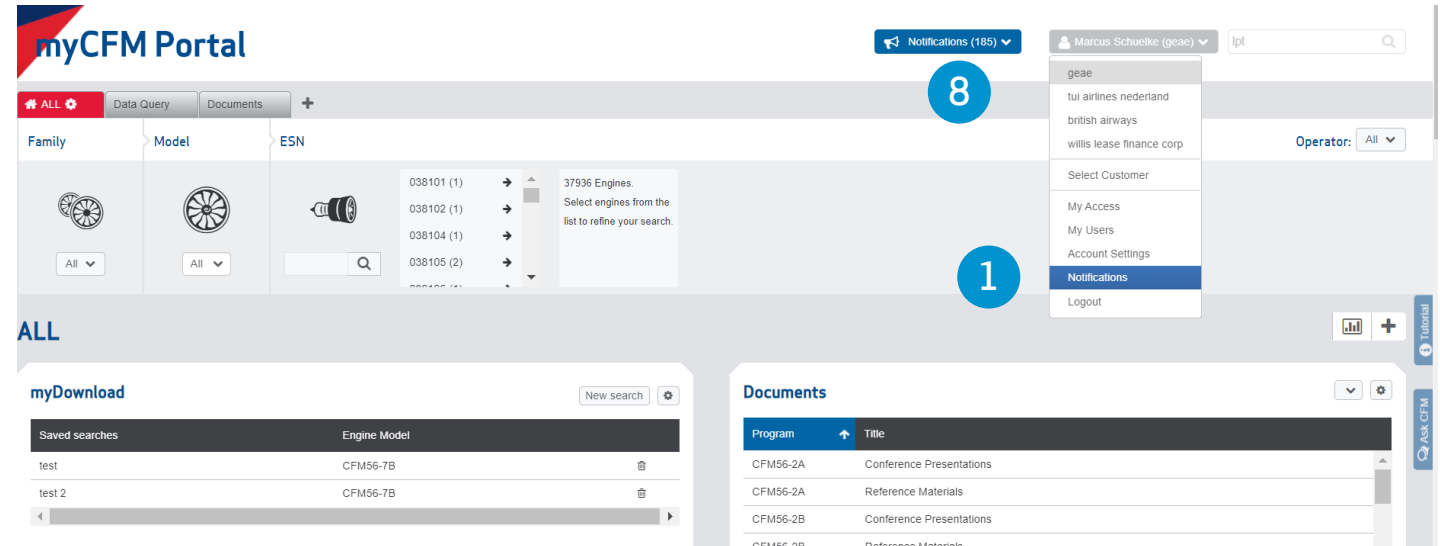 myCFM Portal
Notifications (185)
Marcus Schuelke (geae)
lpt
8
geae
tui airlines nederland
british airways
willis lease finance corp
Select Customer
My Access
My Users
Account Settings
Notifications
Logout
1
ALL
Data Query
Documents
Family
Model
ESN
Operator: All
All
All
038101 (1)
038102 (1)
038104 (1)
038105 (2)
37936 Engines.
Select engines from the
list to refine your search.
ALL
Tutorial
Ask CFM
myDownload
New search
Saved searches Engine Model
test CFM56-7B
test 2 CFM56-7B
Documents
Program Title
CFM56-2A Conference Presentations
CFM56-2A Reference Materials
CFM56-2B Conference Presentations
CFM56-2B Reference Materials